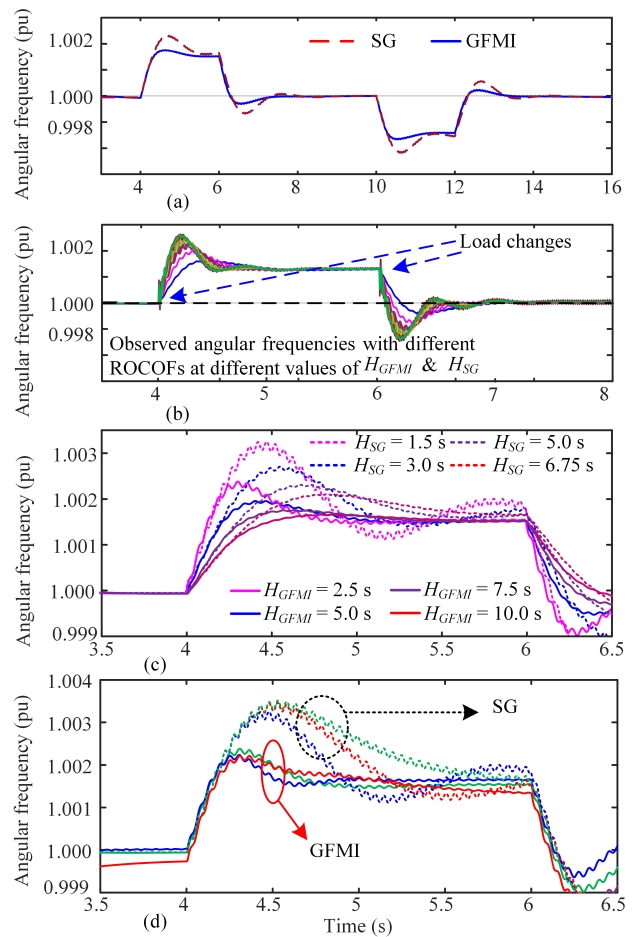 (a)
1.002
SG
GFMI
1.000
0.998
Angular frequency (pu)
4
6
8
10
12
14
16
(b)
1.002
Load changes
1.000
0.998
Observed angular frequencies with different
ROCOFs at different values of H_GFMI & H_SG
Angular frequency (pu)
4
5
6
7
8
1.003
H_SG = 1.5 s
H_SG = 5.0 s
H_SG = 3.0 s
H_SG = 6.75 s
1.002
1.001
1.000
H_GFMI = 2.5 s
H_GFMI = 7.5 s
H_GFMI = 5.0 s
H_GFMI = 10.0 s
0.999
Angular frequency (pu)
3.5
4.0
4.5
5.0
5.5
6.0
6.5
(c)
1.004
SG
1.003
1.002
1.001
GFMI
1.000
0.999
Angular frequency (pu)
3.5
4.0
4.5
5.0
5.5
6.0
6.5
(d)
Time (s)